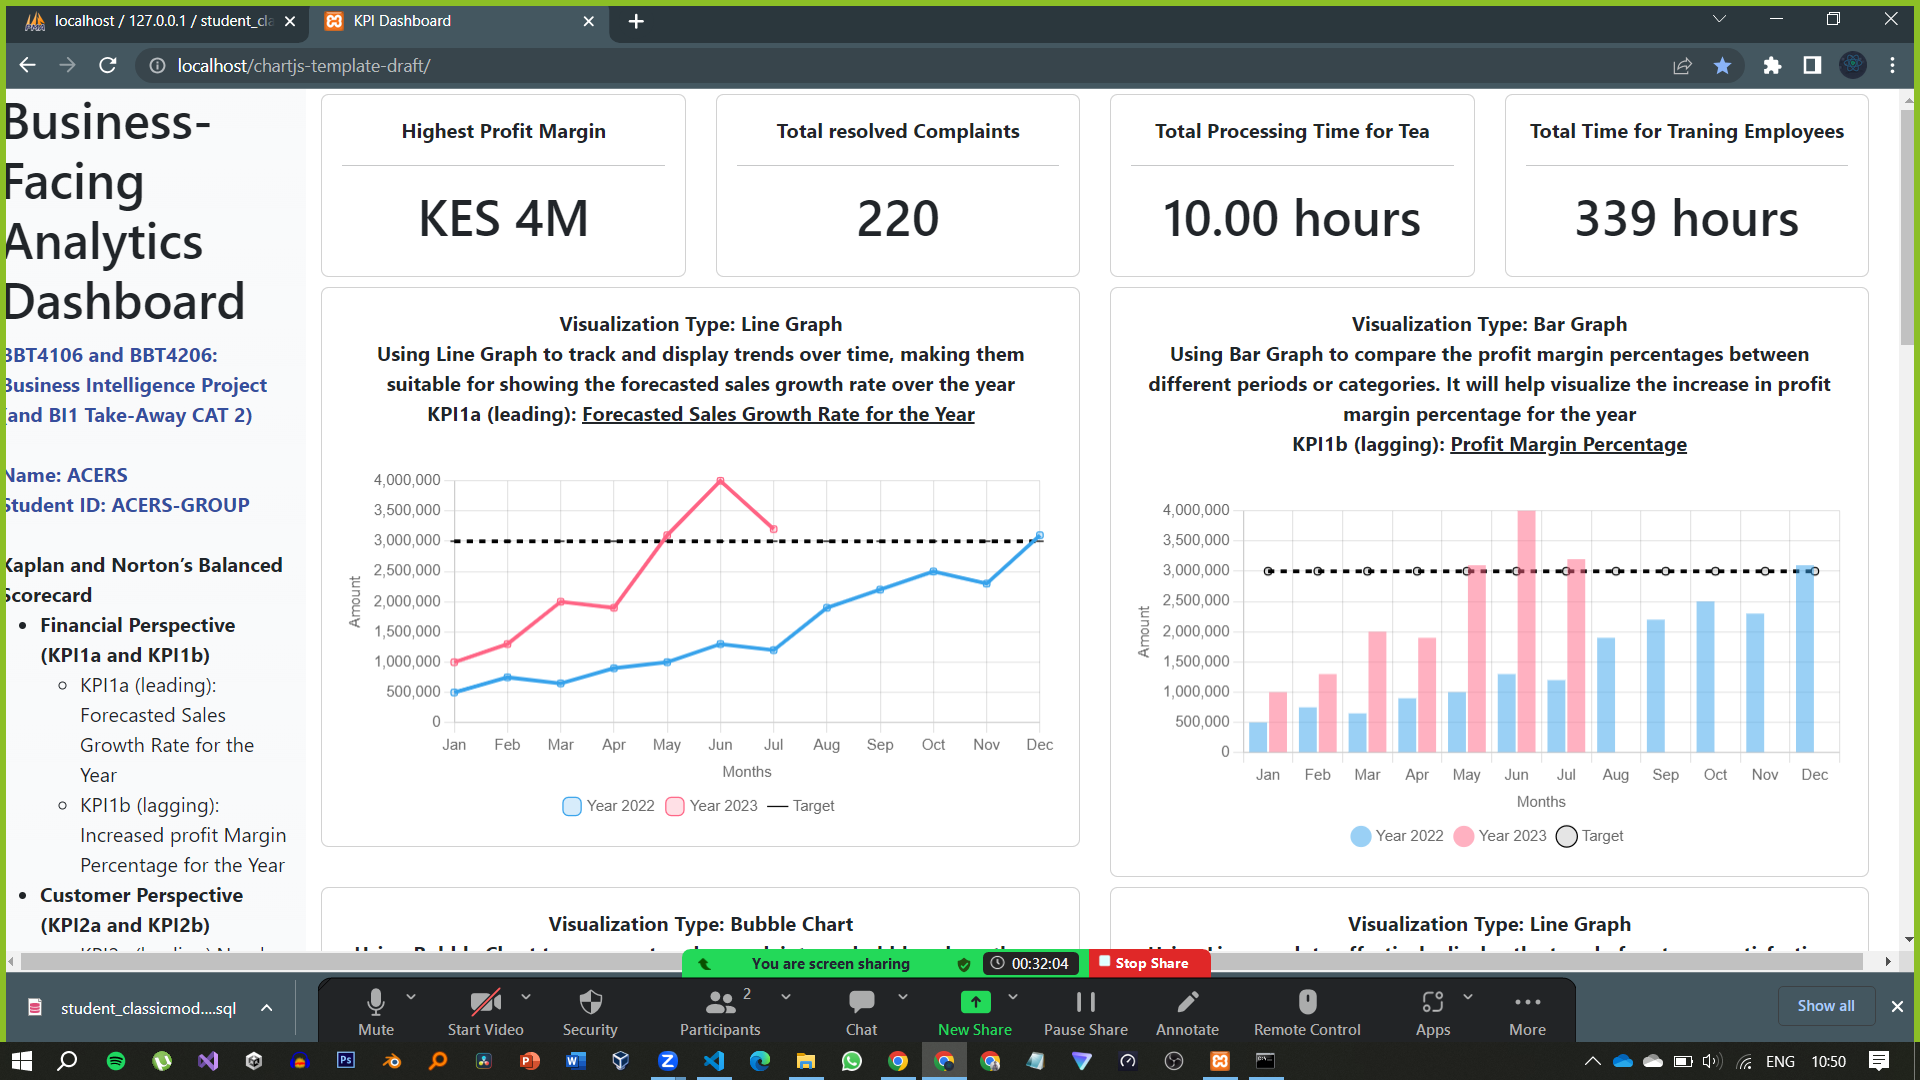 localhost / 127.0.0.1 / student_cla
KPI Dashboard
localhost/chartjs-template-draft/
Business-
Facing
Analytics
Dashboard
BBT4106 and BBT4206:
Business Intelligence Project
(and BI1 Take-Away CAT 2)
Name: ACERS
Student ID: ACERS-GROUP
Kaplan and Norton’s Balanced
Scorecard
Financial Perspective
(KPI1a and KPI1b)
KPI1a (leading):
Forecasted Sales
Growth Rate for the
Year
KPI1b (lagging):
Increased profit Margin
Percentage for the Year
Customer Perspective
(KPI2a and KPI2b)
Highest Profit Margin
KES 4M
Total resolved Complaints
220
Total Processing Time for Tea
10.00 hours
Total Time for Traning Employees
339 hours
Visualization Type: Line Graph
Using Line Graph to track and display trends over time, making them
suitable for showing the forecasted sales growth rate over the year
KPI1a (leading): Forecasted Sales Growth Rate for the Year
4,000,000
3,500,000
3,000,000
2,500,000
2,000,000
1,500,000
1,000,000
500,000
0
Amount
Jan Feb Mar Apr May Jun Jul Aug Sep Oct Nov Dec
Months
Year 2022 Year 2023 Target
Visualization Type: Bar Graph
Using Bar Graph to compare the profit margin percentages between
different periods or categories. It will help visualize the increase in profit
margin percentage for the year
KPI1b (lagging): Profit Margin Percentage
4,000,000
3,500,000
3,000,000
2,500,000
2,000,000
1,500,000
1,000,000
500,000
0
Amount
Jan Feb Mar Apr May Jun Jul Aug Sep Oct Nov Dec
Months
Year 2022 Year 2023 Target
Visualization Type: Bubble Chart
Visualization Type: Line Graph
You are screen sharing
00:32:04
Stop Share
student_classicmod....sql
Mute
Start Video
Security
2
Participants
Chat
New Share
Pause Share
Annotate
Remote Control
Apps
More
Show all
ENG
10:50